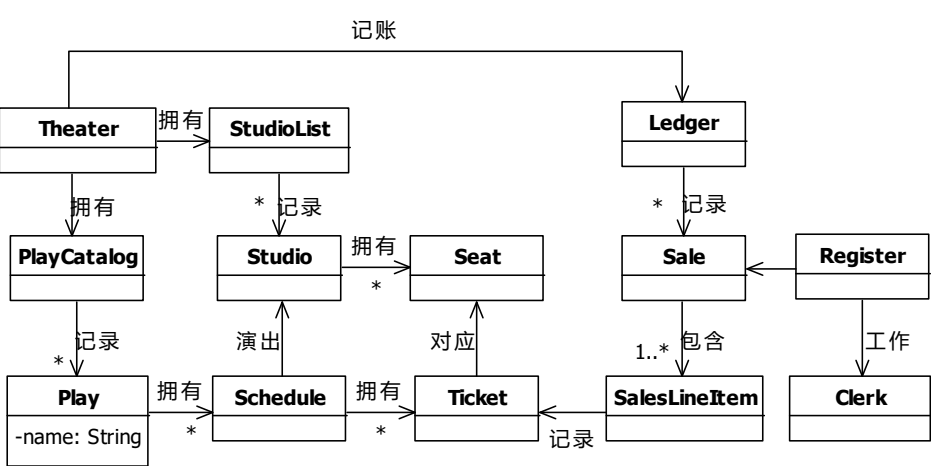 记账
Theater
拥有
StudioList
Ledger
拥有
* 记录
* 记录
PlayCatalog
Studio
拥有
*
Seat
Sale
Register
记录
*
演出
对应
1..* 包含
工作
Play
-name: String
拥有
*
Schedule
拥有
*
Ticket
记录
SalesLineItem
Clerk